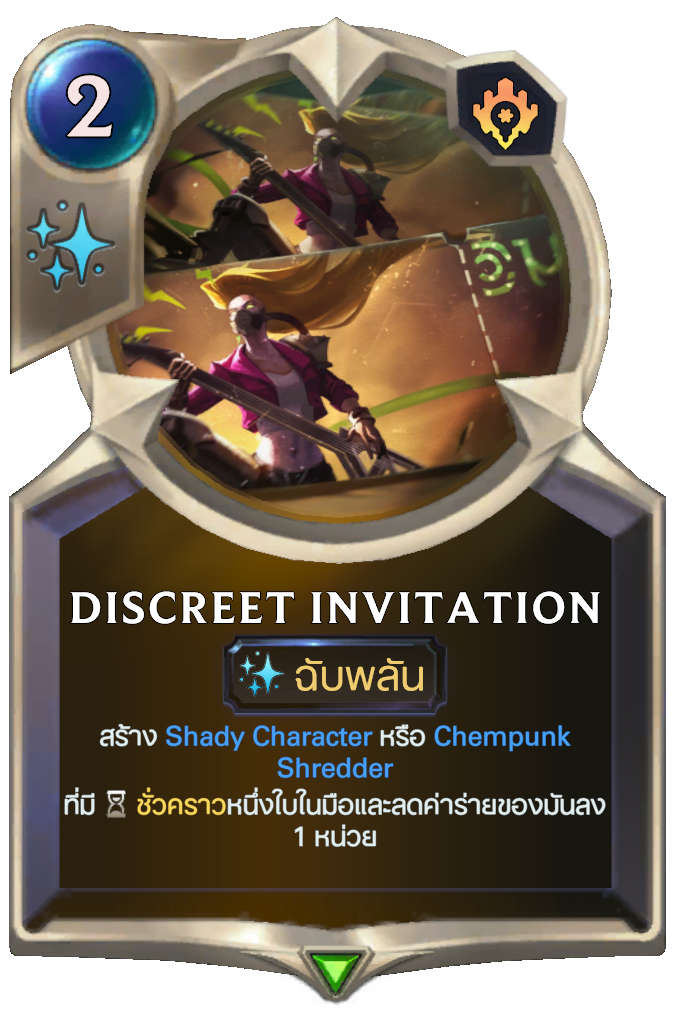 2
DISCREET INVITATION
ฉับพลัน
สร้าง Shady Character หรือ Chempunk
Shredder
ที่มี ชั่วคราวหนึ่งใบในมือและลดค่าร่ายของมันลง
1 หน่วย